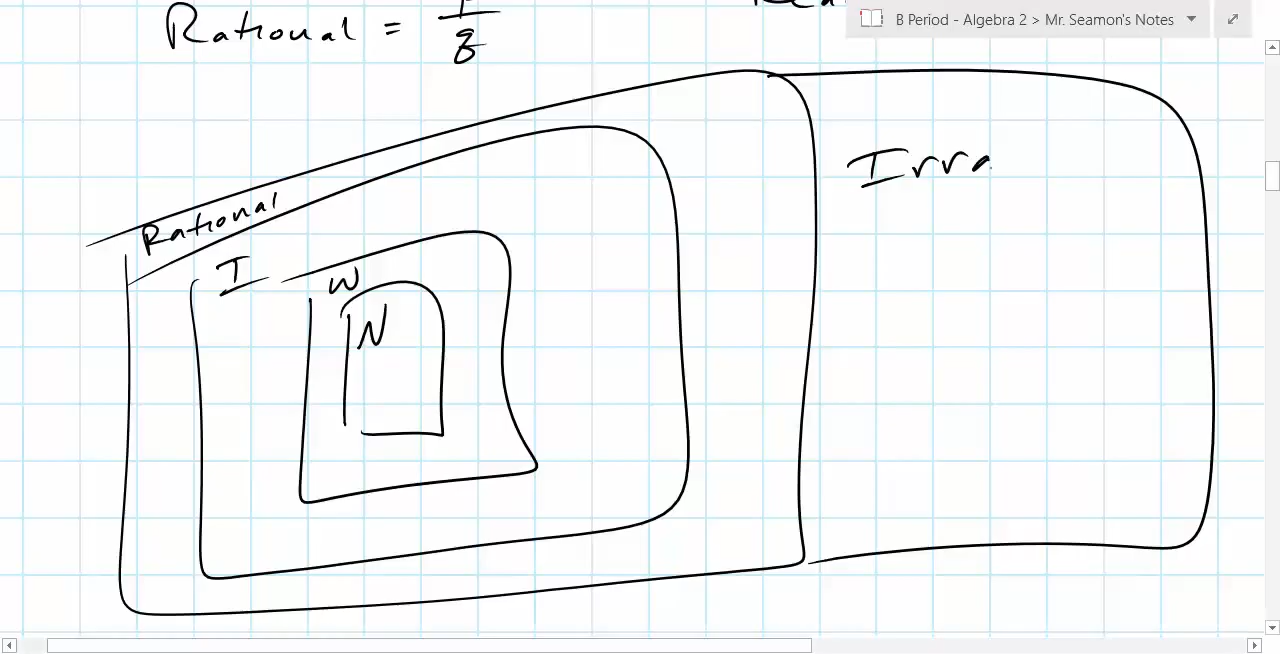 B Period - Algebra 2 > Mr. Seamon's Notes
Rational =
Irra
Rational
I
W
N